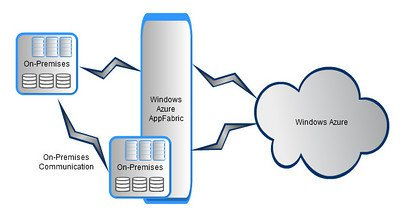 On-Premises
Windows
Azure
AppFabric
Windows Azure
On-Premises
Communication
On-Premises